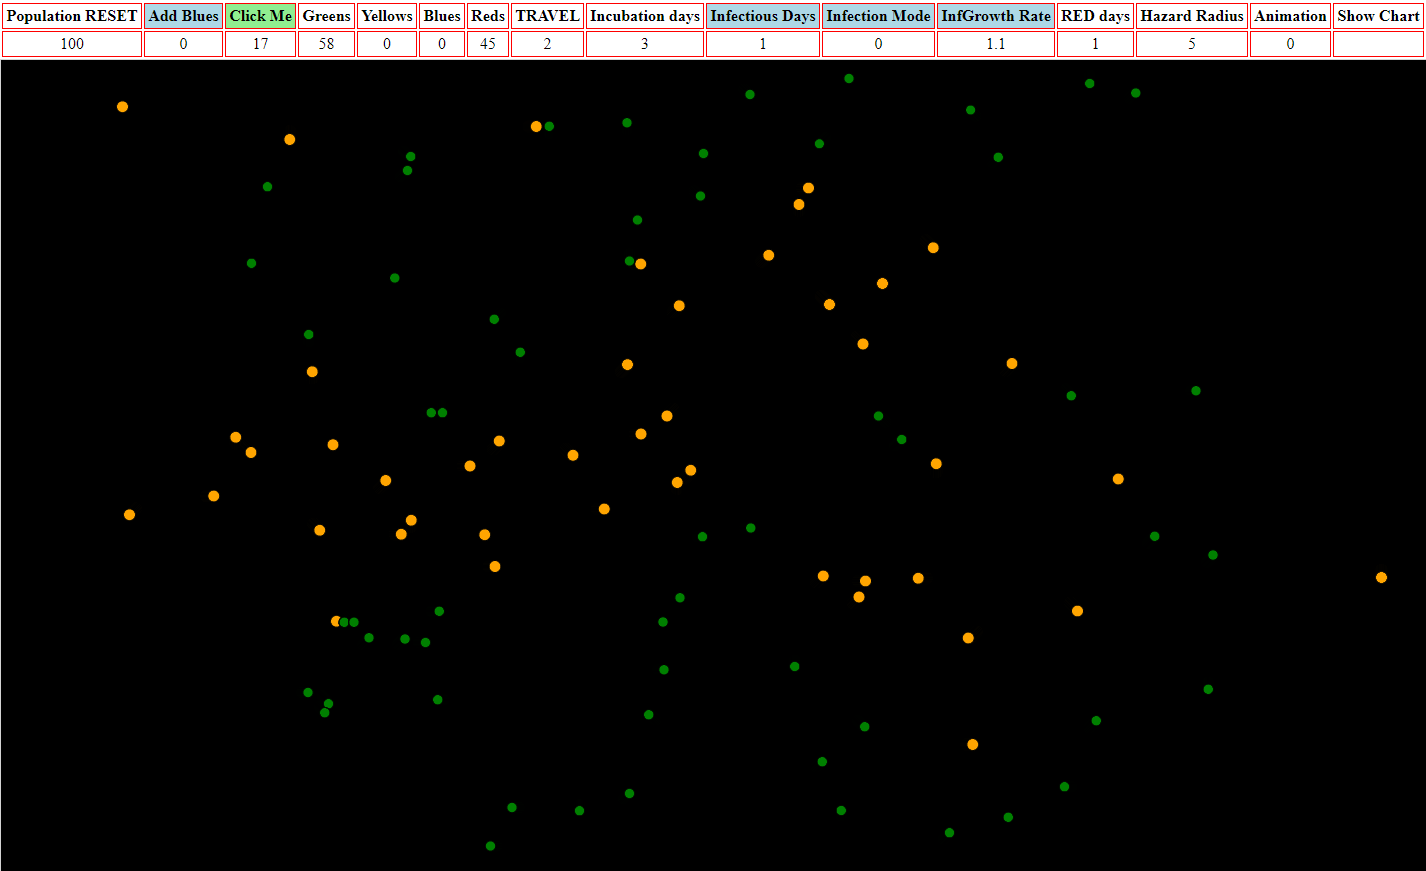 Population RESET Add Blues Click Me Greens Yellows Blues Reds TRAVEL Incubation days Infectious Days Infection Mode InfGrowth Rate RED days Hazard Radius Animation Show Chart
100 0 17 58 0 0 45 2 3 1 0 1.1 1 5 0